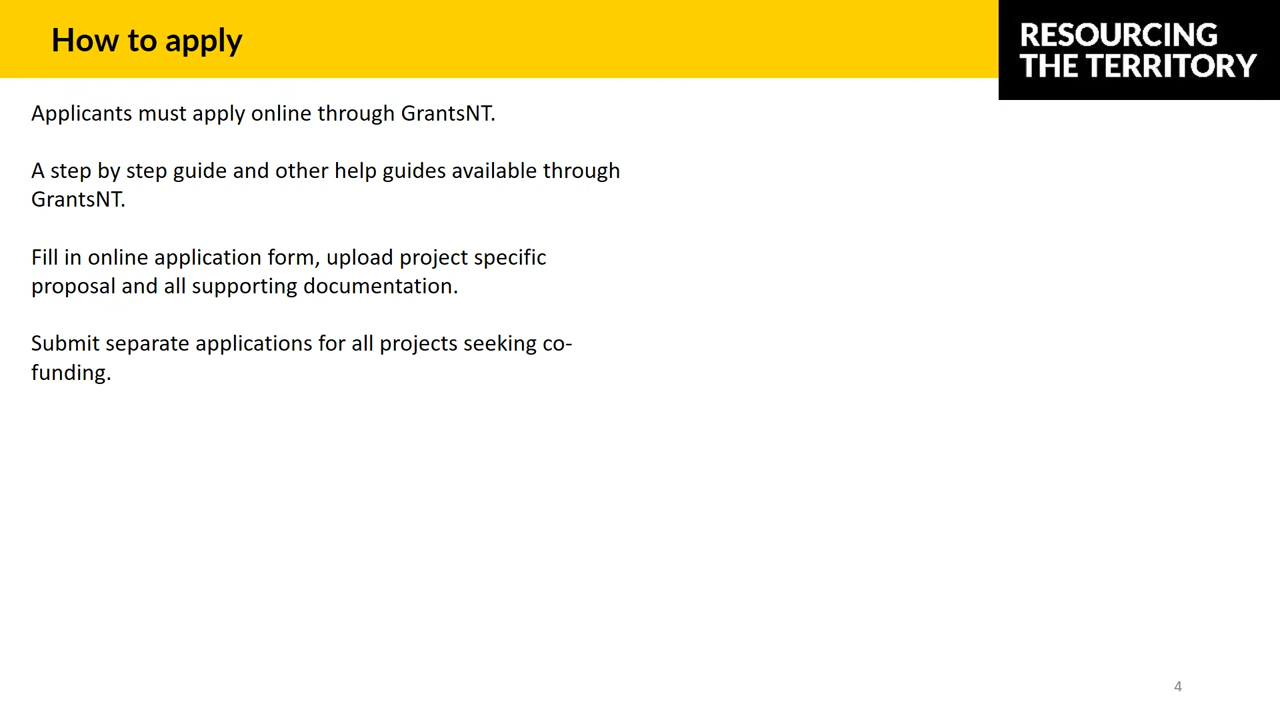 How to apply
RESOURCING
THE TERRITORY
Applicants must apply online through GrantsNT.
A step by step guide and other help guides available through
GrantsNT.
Fill in online application form, upload project specific
proposal and all supporting documentation.
Submit separate applications for all projects seeking co-
funding.
4